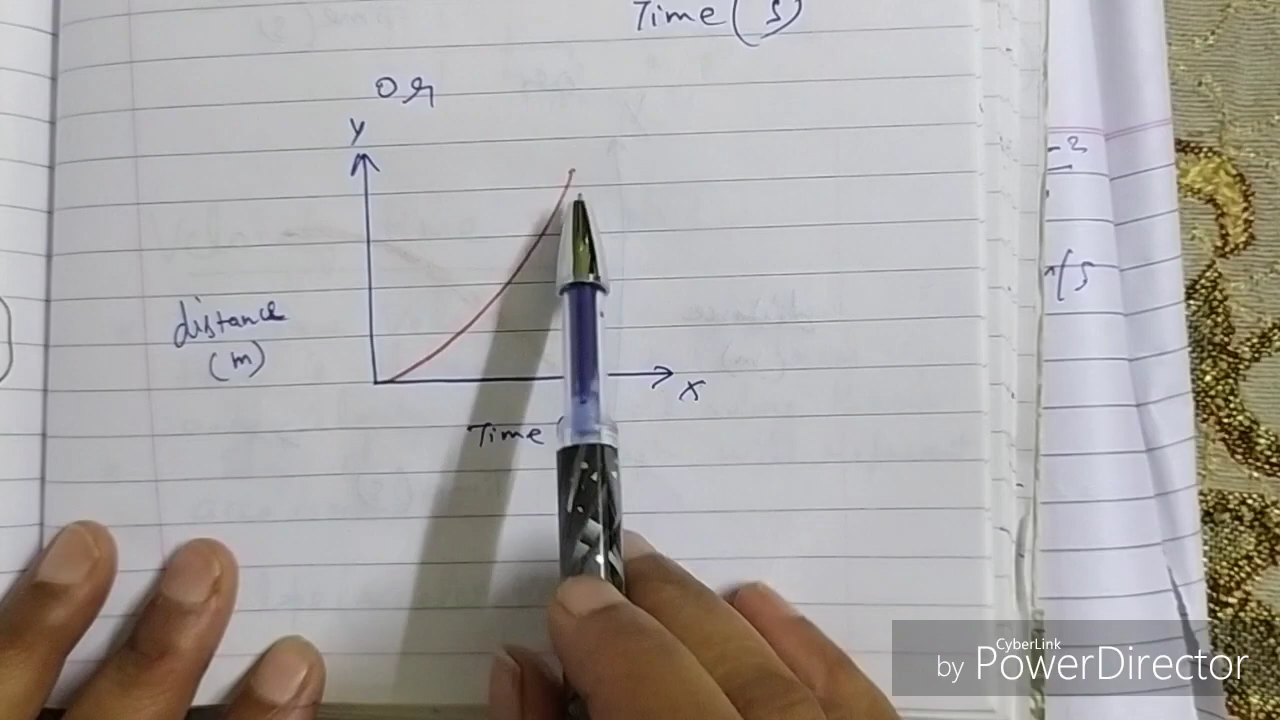 Time (s)
Or
Y
distance
(m)
X
Time
CyberLink
by PowerDirector